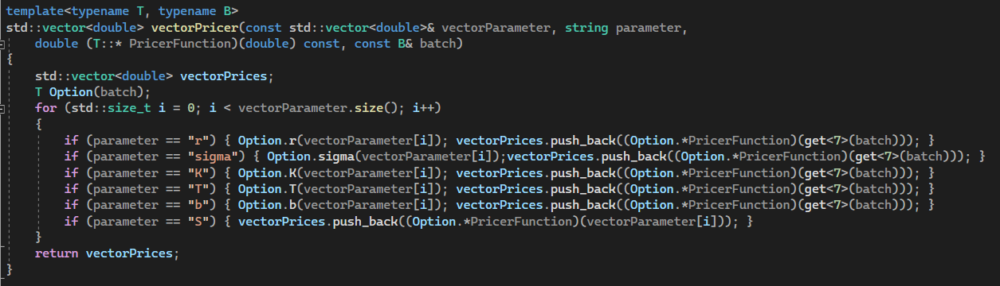 template<typename T, typename B>
std::vector<double> vectorPricer(const std::vector<double>& vectorParameter, string parameter,
    double (T::* PricerFunction)(double) const, const B& batch)
{
    std::vector<double> vectorPrices;
    T Option(batch);
    for (std::size_t i = 0; i < vectorParameter.size(); i++)
    {
        if (parameter == "r") { Option.r(vectorParameter[i]); vectorPrices.push_back((Option.*PricerFunction)(get<7>(batch))); }
        if (parameter == "sigma") { Option.sigma(vectorParameter[i]);vectorPrices.push_back((Option.*PricerFunction)(get<7>(batch))); }
        if (parameter == "K") { Option.K(vectorParameter[i]); vectorPrices.push_back((Option.*PricerFunction)(get<7>(batch))); }
        if (parameter == "T") { Option.T(vectorParameter[i]); vectorPrices.push_back((Option.*PricerFunction)(get<7>(batch))); }
        if (parameter == "b") { Option.b(vectorParameter[i]); vectorPrices.push_back((Option.*PricerFunction)(get<7>(batch))); }
        if (parameter == "S") { vectorPrices.push_back((Option.*PricerFunction)(vectorParameter[i])); }
    }
    return vectorPrices;
}